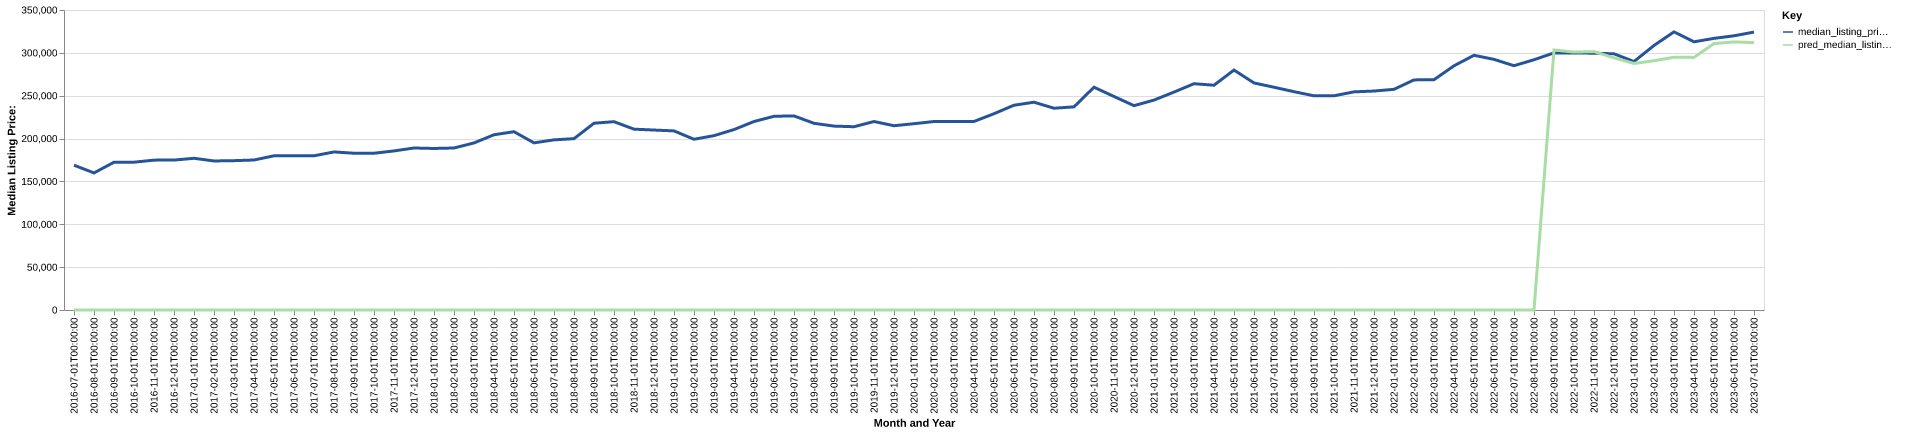 350,000
300,000
250,000
200,000
150,000
100,000
50,000
0
Median Listing Price:
2016-07-01T00:00:00
2016-08-01T00:00:00
2016-09-01T00:00:00
2016-10-01T00:00:00
2016-11-01T00:00:00
2016-12-01T00:00:00
2017-01-01T00:00:00
2017-02-01T00:00:00
2017-03-01T00:00:00
2017-04-01T00:00:00
2017-05-01T00:00:00
2017-06-01T00:00:00
2017-07-01T00:00:00
2017-08-01T00:00:00
2017-09-01T00:00:00
2017-10-01T00:00:00
2017-11-01T00:00:00
2017-12-01T00:00:00
2018-01-01T00:00:00
2018-02-01T00:00:00
2018-03-01T00:00:00
2018-04-01T00:00:00
2018-05-01T00:00:00
2018-06-01T00:00:00
2018-07-01T00:00:00
2018-08-01T00:00:00
2018-09-01T00:00:00
2018-10-01T00:00:00
2018-11-01T00:00:00
2018-12-01T00:00:00
2019-01-01T00:00:00
2019-02-01T00:00:00
2019-03-01T00:00:00
2019-04-01T00:00:00
2019-05-01T00:00:00
2019-06-01T00:00:00
2019-07-01T00:00:00
2019-08-01T00:00:00
2019-09-01T00:00:00
2019-10-01T00:00:00
2019-11-01T00:00:00
2019-12-01T00:00:00
2020-01-01T00:00:00
2020-02-01T00:00:00
2020-03-01T00:00:00
2020-04-01T00:00:00
2020-05-01T00:00:00
2020-06-01T00:00:00
2020-07-01T00:00:00
2020-08-01T00:00:00
2020-09-01T00:00:00
2020-10-01T00:00:00
2020-11-01T00:00:00
2020-12-01T00:00:00
2021-01-01T00:00:00
2021-02-01T00:00:00
2021-03-01T00:00:00
2021-04-01T00:00:00
2021-05-01T00:00:00
2021-06-01T00:00:00
2021-07-01T00:00:00
2021-08-01T00:00:00
2021-09-01T00:00:00
2021-10-01T00:00:00
2021-11-01T00:00:00
2021-12-01T00:00:00
2022-01-01T00:00:00
2022-02-01T00:00:00
2022-03-01T00:00:00
2022-04-01T00:00:00
2022-05-01T00:00:00
2022-06-01T00:00:00
2022-07-01T00:00:00
2022-08-01T00:00:00
2022-09-01T00:00:00
2022-10-01T00:00:00
2022-11-01T00:00:00
2022-12-01T00:00:00
2023-01-01T00:00:00
2023-02-01T00:00:00
2023-03-01T00:00:00
2023-04-01T00:00:00
2023-05-01T00:00:00
2023-06-01T00:00:00
2023-07-01T00:00:00
Month and Year
Key
median_listing_pri…
pred_median_listin…